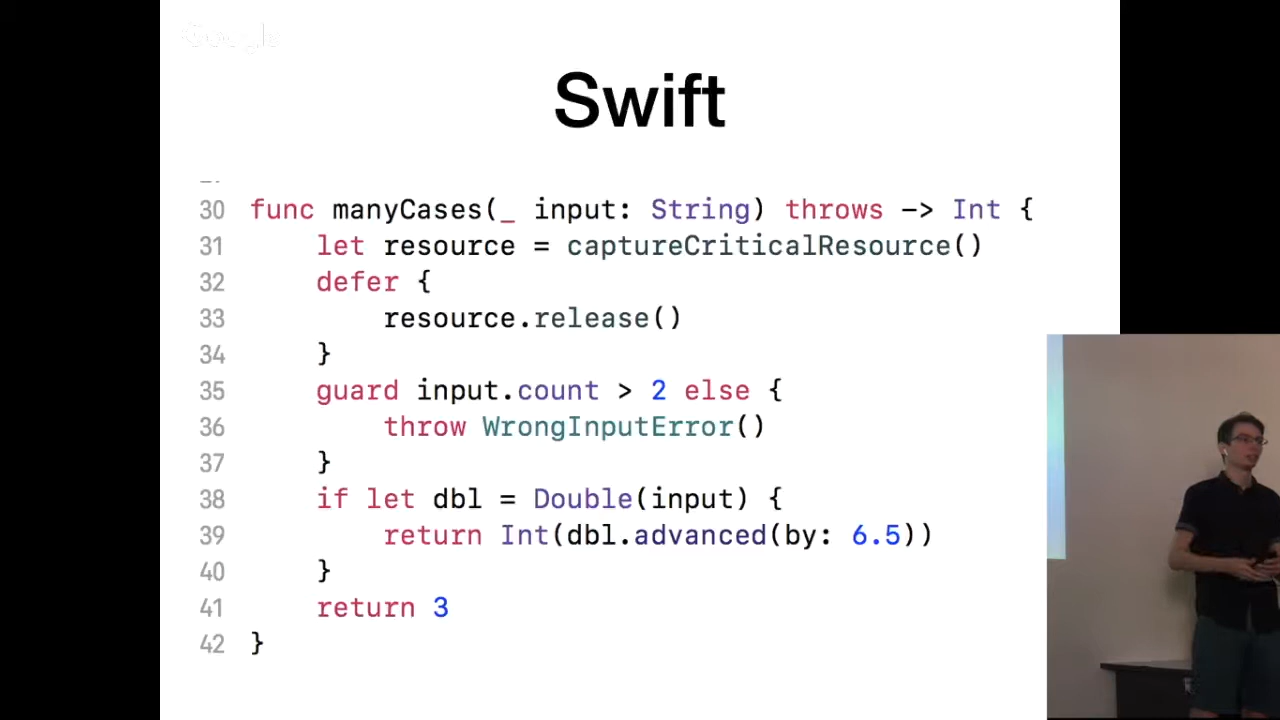 Google
Swift
30 func manyCases(_ input: String) throws -> Int {
31 let resource = captureCriticalResource()
32 defer {
33 resource.release()
34 }
35 guard input.count > 2 else {
36 throw WrongInputError()
37 }
38 if let dbl = Double(input) {
39 return Int(dbl.advanced(by: 6.5))
40 }
41 return 3
42 }